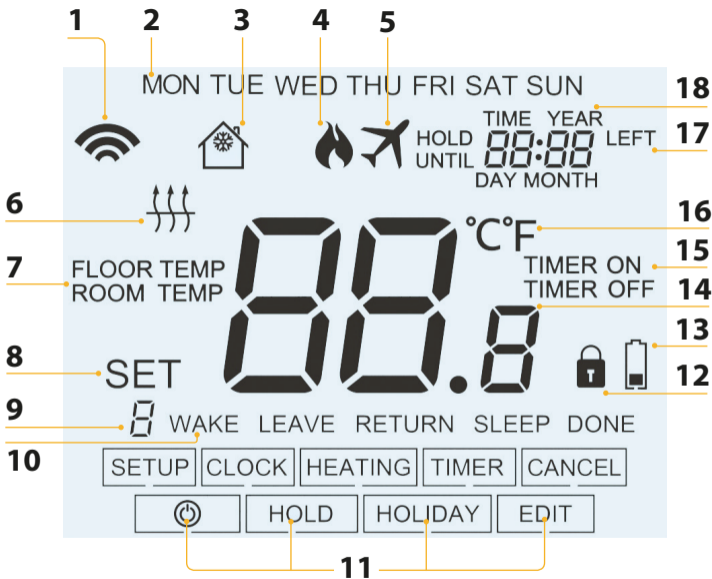 1 2 3 4 5
MON TUE WED THU FRI SAT SUN
18
TIME YEAR
HOLD UNTIL 88:88 LEFT
17
DAY MONTH
6
16
88.8 °C°F
15
7
FLOOR TEMP
ROOM TEMP
TIMER ON
TIMER OFF
14
13
8
SET
12
9
8 WAKE LEAVE RETURN SLEEP DONE
10
SETUP CLOCK HEATING TIMER CANCEL
HOLD HOLIDAY EDIT
11